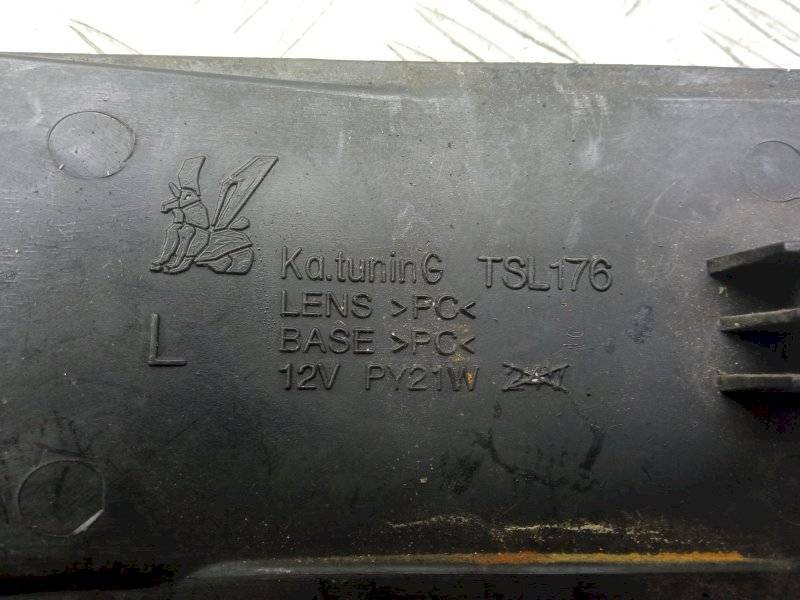 Ka.tuninG TSL176
LENS >PC<
BASE >PC<
L
12V PY21W